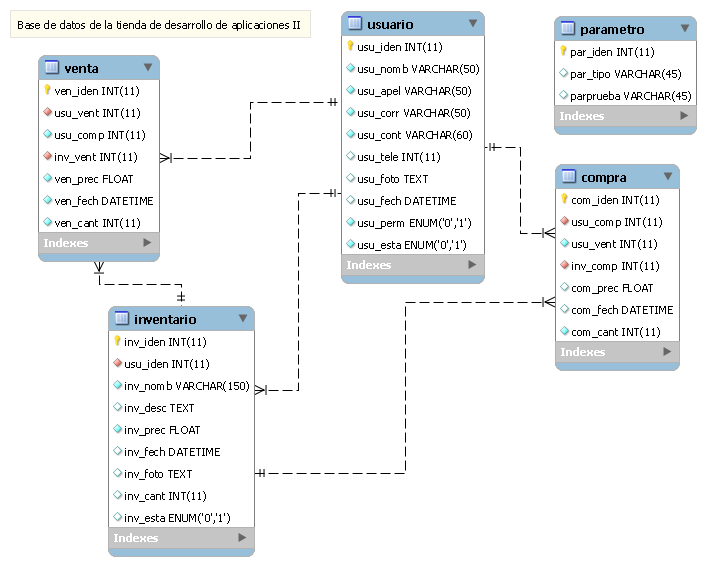 Base de datos de la tienda de desarrollo de aplicaciones II
venta
ven_iden INT(11)
usu_vent INT(11)
usu_comp INT(11)
inv_vent INT(11)
ven_prec FLOAT
ven_fech DATETIME
ven_cant INT(11)
Indexes
usuario
usu_iden INT(11)
usu_nomb VARCHAR(50)
usu_apel VARCHAR(50)
usu_corr VARCHAR(50)
usu_cont VARCHAR(60)
usu_tele INT(11)
usu_foto TEXT
usu_fech DATETIME
usu_perm ENUM('0','1')
usu_esta ENUM('0','1')
Indexes
parametro
par_iden INT(11)
par_tipo VARCHAR(45)
parprueba VARCHAR(45)
Indexes
compra
com_iden INT(11)
usu_comp INT(11)
usu_vent INT(11)
inv_comp INT(11)
com_prec FLOAT
com_fech DATETIME
com_cant INT(11)
Indexes
inventario
inv_iden INT(11)
usu_iden INT(11)
inv_nomb VARCHAR(150)
inv_desc TEXT
inv_prec FLOAT
inv_fech DATETIME
inv_foto TEXT
inv_cant INT(11)
inv_esta ENUM('0','1')
Indexes